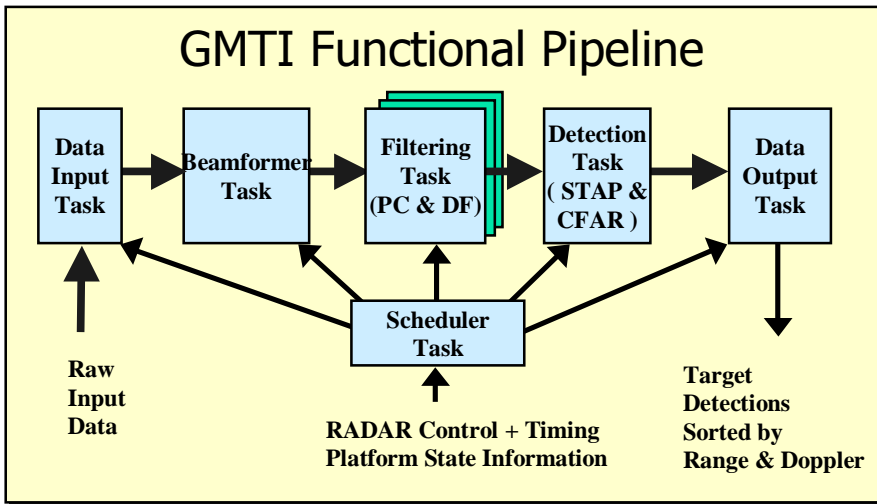 GMTI Functional Pipeline
Data
Input
Task
Beamformer
Task
Filtering
Task
(PC & DF)
Detection
Task
( STAP &
CFAR )
Data
Output
Task
Scheduler
Task
Raw
Input
Data
RADAR Control + Timing
Platform State Information
Target
Detections
Sorted by
Range & Doppler